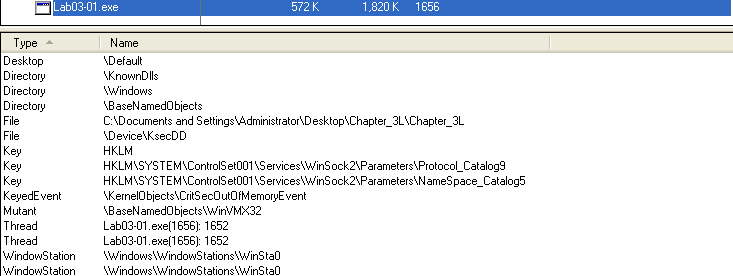 Lab03-01.exe 572 K 1,820 K 1656
Type Name
Desktop \Default
Directory \KnownDlls
Directory \Windows
Directory \BaseNamedObjects
File C:\Documents and Settings\Administrator\Desktop\Chapter_3L\Chapter_3L
File \Device\KsecDD
Key HKLM
Key HKLM\SYSTEM\ControlSet001\Services\WinSock2\Parameters\Protocol_Catalog9
Key HKLM\SYSTEM\ControlSet001\Services\WinSock2\Parameters\NameSpace_Catalog5
KeyedEvent \KernelObjects\CritSecOutOfMemoryEvent
Mutant \BaseNamedObjects\WinVMX32
Thread Lab03-01.exe(1656): 1652
Thread Lab03-01.exe(1656): 1652
WindowStation \Windows\WindowStations\WinSta0
WindowStation \Windows\WindowStations\WinSta0